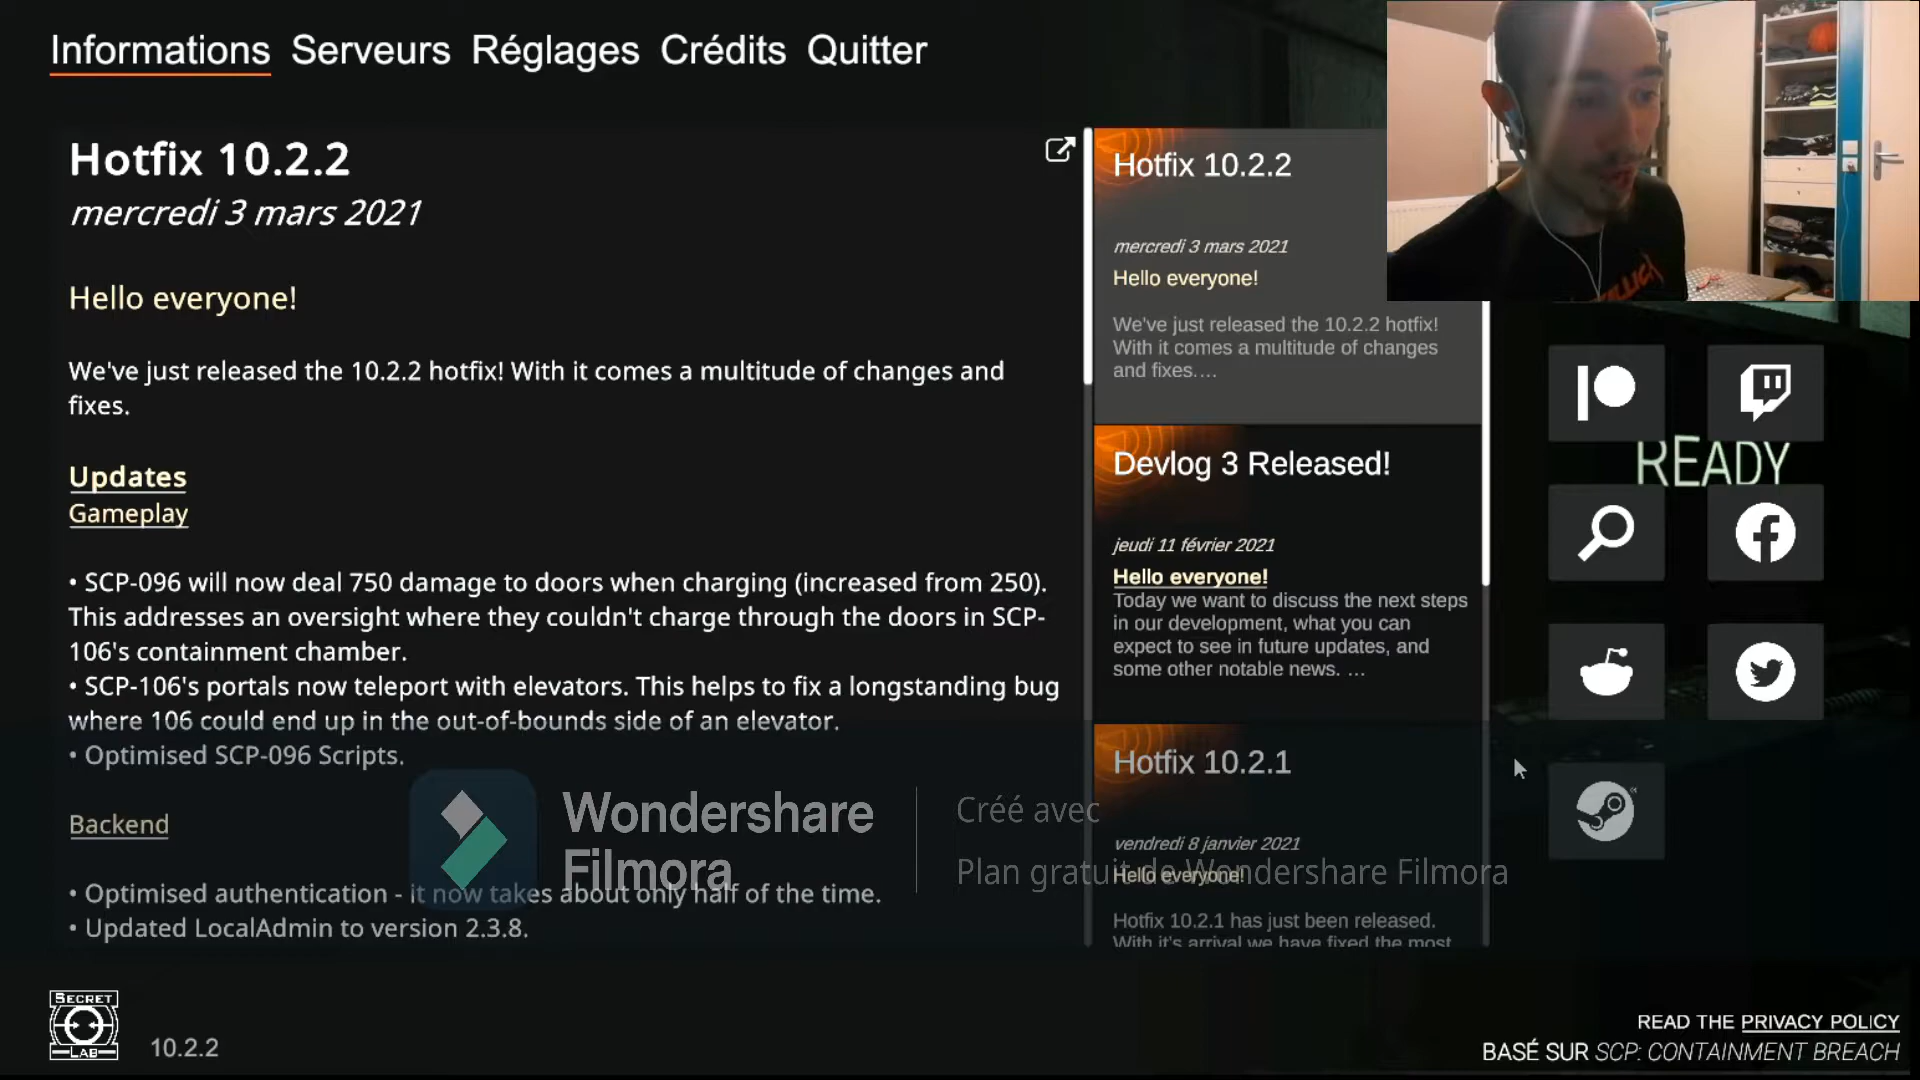 Informations Serveurs Réglages Crédits Quitter
Hotfix 10.2.2
mercredi 3 mars 2021
Hello everyone!
We've just released the 10.2.2 hotfix! With it comes a multitude of changes and
fixes.
Updates
Gameplay
• SCP-096 will now deal 750 damage to doors when charging (increased from 250).
This addresses an oversight where they couldn't charge through the doors in SCP-
106's containment chamber.
• SCP-106's portals now teleport with elevators. This helps to fix a longstanding bug
where 106 could end up in the out-of-bounds side of an elevator.
• Optimised SCP-096 Scripts.
Backend
• Optimised authentication - it now takes about only half of the time.
• Updated LocalAdmin to version 2.3.8.
Hotfix 10.2.2
mercredi 3 mars 2021
Hello everyone!
We've just released the 10.2.2 hotfix!
With it comes a multitude of changes
and fixes....
Devlog 3 Released!
jeudi 11 février 2021
Hello everyone!
Today we want to discuss the next steps
in our development, what you can
expect to see in future updates, and
some other notable news. ...
Hotfix 10.2.1
vendredi 8 janvier 2021
Hello everyone!
Hotfix 10.2.1 has just been released.
With it's arrival we have fixed the most
READY
Wondershare
Filmora
Créé avec
Plan gratuit de Wondershare Filmora
SECRET
LAB
10.2.2
READ THE PRIVACY POLICY
BASÉ SUR SCP: CONTAINMENT BREACH